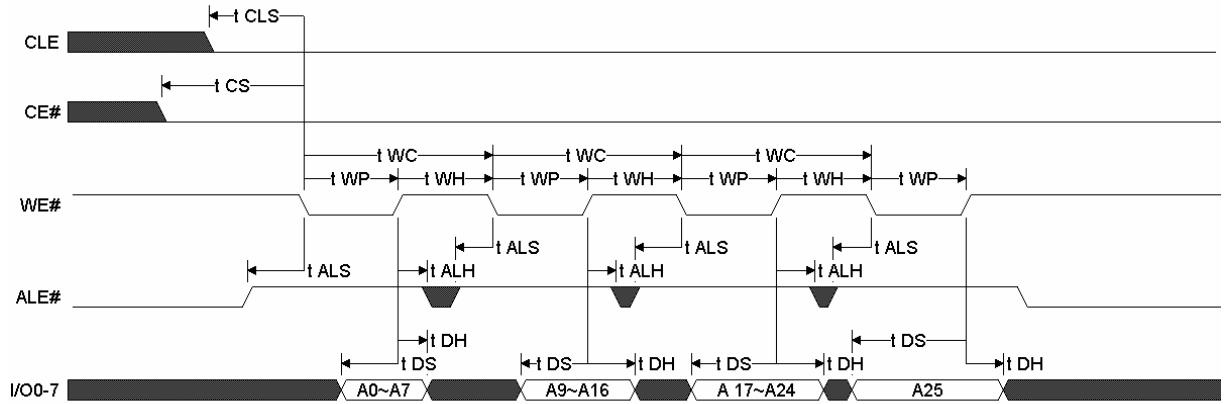 t CLS
CLE
t CS
CE#
t WC t WC t WC
t WP t WH t WP t WH t WP t WH t WP
WE#
t ALS t ALS t ALS
t ALS t ALH t ALH t ALH
ALE#
t DH
t DS t DS t DH t DS t DH t DS t DH
I/O0-7 A0~A7 A9~A16 A 17~A24 A25